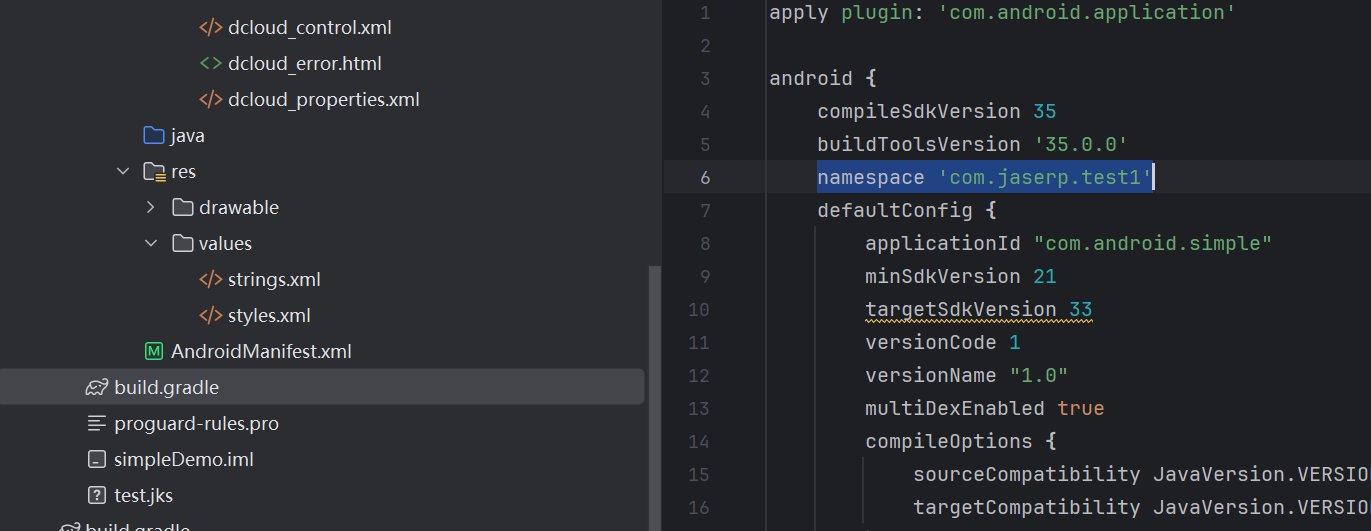 dcloud_control.xml
dcloud_error.html
dcloud_properties.xml
java
res
drawable
values
strings.xml
styles.xml
AndroidManifest.xml
build.gradle
proguard-rules.pro
simpleDemo.iml
test.jks
build.gradle
1 apply plugin: 'com.android.application'
2
3 android {
4 compileSdkVersion 35
5 buildToolsVersion '35.0.0'
6 namespace 'com.jaserp.test1'
7 defaultConfig {
8 applicationId "com.android.simple"
9 minSdkVersion 21
10 targetSdkVersion 33
11 versionCode 1
12 versionName "1.0"
13 multiDexEnabled true
14 compileOptions {
15 sourceCompatibility JavaVersion.VERSIO
16 targetCompatibility JavaVersion.VERSIO